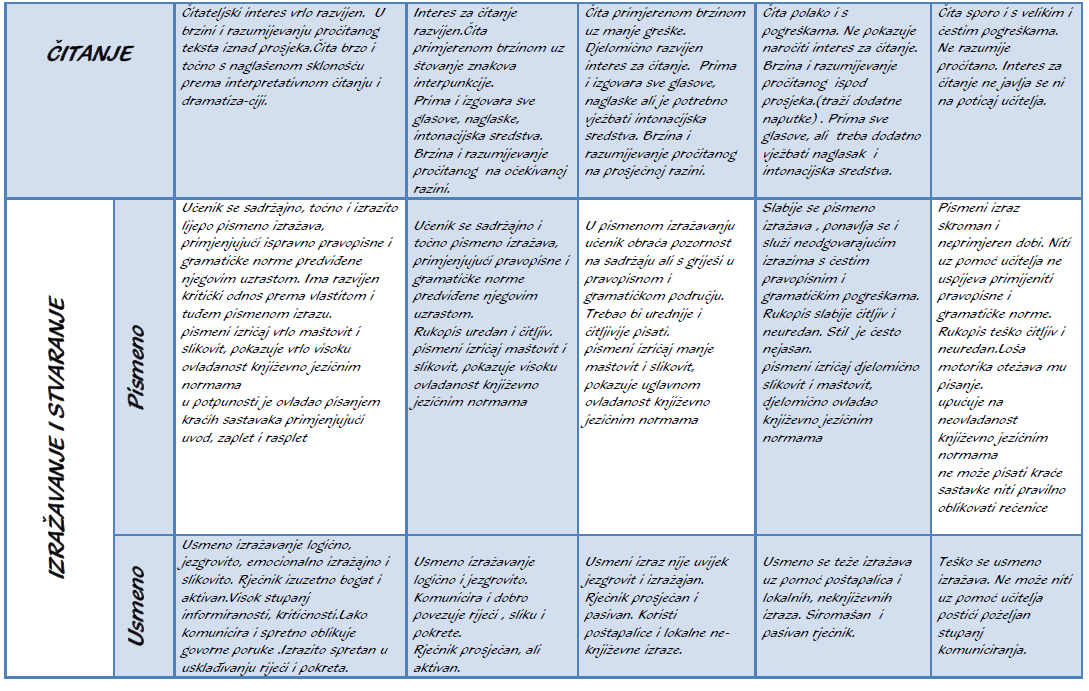 ČITANJE
Čitateljski interes vrlo razvijen.  U
brzini i razumijevanju pročitanog
teksta iznad prosjeka.Čita brzo i
točno s naglašenom sklonošću
prema interpretativnom čitanju i
dramatiza-ciji.
Interes za čitanje
razvijen.Čita
primjerenom brzinom uz
štovanje znakova
interpunkcije.
Prima i izgovara sve
glasove, naglaske,
intonacijska sredstva.
Brzina i razumijevanje
pročitanog  na očekivanoj
razini.
Čita primjerenom brzinom
uz manje greške.
Djelomično razvijen
interes za čitanje.  Prima
i izgovara sve glasove,
naglaske ali je potrebno
vježbati intonacijska
sredstva. Brzina i
razumijevanje pročitanog
na prosječnoj razini.
Čita polako i s
pogreškama. Ne pokazuje
naročiti interes za čitanje.
Brzina i razumijevanje
pročitanog  ispod
prosjeka.(traži dodatne
naputke) . Prima sve
glasove, ali  treba dodatno
vježbati naglasak  i
intonacijska sredstva.
Čita sporo i s velikim i
čestim pogreškama.
Ne razumije
pročitano. Interes za
čitanje ne javlja se ni
na poticaj učitelja.
IZRAŽAVANJE I STVARANJE
Pismeno
Učenik se sadržajno, točno i izrazito
lijepo pismeno izražava,
primjenjujući ispravno pravopisne i
gramatičke norme predviđene
njegovim uzrastom. Ima razvijen
kritički odnos prema vlastitom i
tuđem pismenom izrazu.
pismeni izričaj vrlo maštovit i
slikovit, pokazuje vrlo visoku
ovladanost književno jezičnim
normama
u potpunosti je ovladao pisanjem
kraćih sastavaka primjenjujući
uvod, zaplet i rasplet
Učenik se sadržajno i
točno pismeno izražava,
primjenjujući pravopisne i
gramatičke norme
predviđene njegovim
uzrastom.
Rukopis uredan i čitljiv.
pismeni izričaj maštovit i
slikovit, pokazuje visoku
ovladanost književno
jezičnim normama
U pismenom izražavanju
učenik obraća pozornost
na sadržaju ali s griješi u
pravopisnom i
gramatičkom području.
Trebao bi urednije i
čitljivije pisati.
pismeni izričaj manje
maštovit i slikovit,
pokazuje uglavnom
ovladanost književno
jezičnim normama
Slabije se pismeno
izražava , ponavlja se i
služi neodgovarajućim
izrazima s čestim
pravopisnim i
gramatičkim pogreškama.
Rukopis slabije čitljiv i
neuredan. Stil  je često
nejasan.
pismeni izričaj djelomično
slikovit i maštovit,
djelomično ovladao
književno jezičnim
normama
Pismeni izraz
skroman i
neprimjeren dobi. Niti
uz pomoć učitelja ne
uspijeva primijeniti
pravopisne i
gramatičke norme.
Rukopis teško čitljiv i
neuredan.Loša
motorika otežava mu
pisanje.
upućuje na
neovladanost
književno jezičnim
normama
ne može pisati kraće
sastavke niti pravilno
oblikovati rečenice
Usmeno
Usmeno izražavanje logično,
jezgrovito, emocionalno izražajno i
slikovito. Rječnik izuzetno bogat i
aktivan.Visok stupanj
informiranosti, kritičnosti.Lako
komunicira i spretno oblikuje
govorne poruke .Izrazito spretan u
usklađivanju riječi i pokreta.
Usmeno izražavanje
logično i jezgrovito.
Komunicira i dobro
povezuje riječi , sliku i
pokrete.
Rječnik prosječan, ali
aktivan.
Usmeni izraz nije uvijek
jezgrovit i izražajan.
Rječnik prosječan i
pasivan. Koristi
poštapalice i lokalne ne-
književne izraze.
Usmeno se teže izražava
uz pomoć poštapalica i
lokalnih, neknjiževnih
izraza. Siromašan  i
pasivan rječnik.
Teško se usmeno
izražava. Ne može niti
uz pomoć učitelja
postići poželjan
stupanj
komuniciranja.